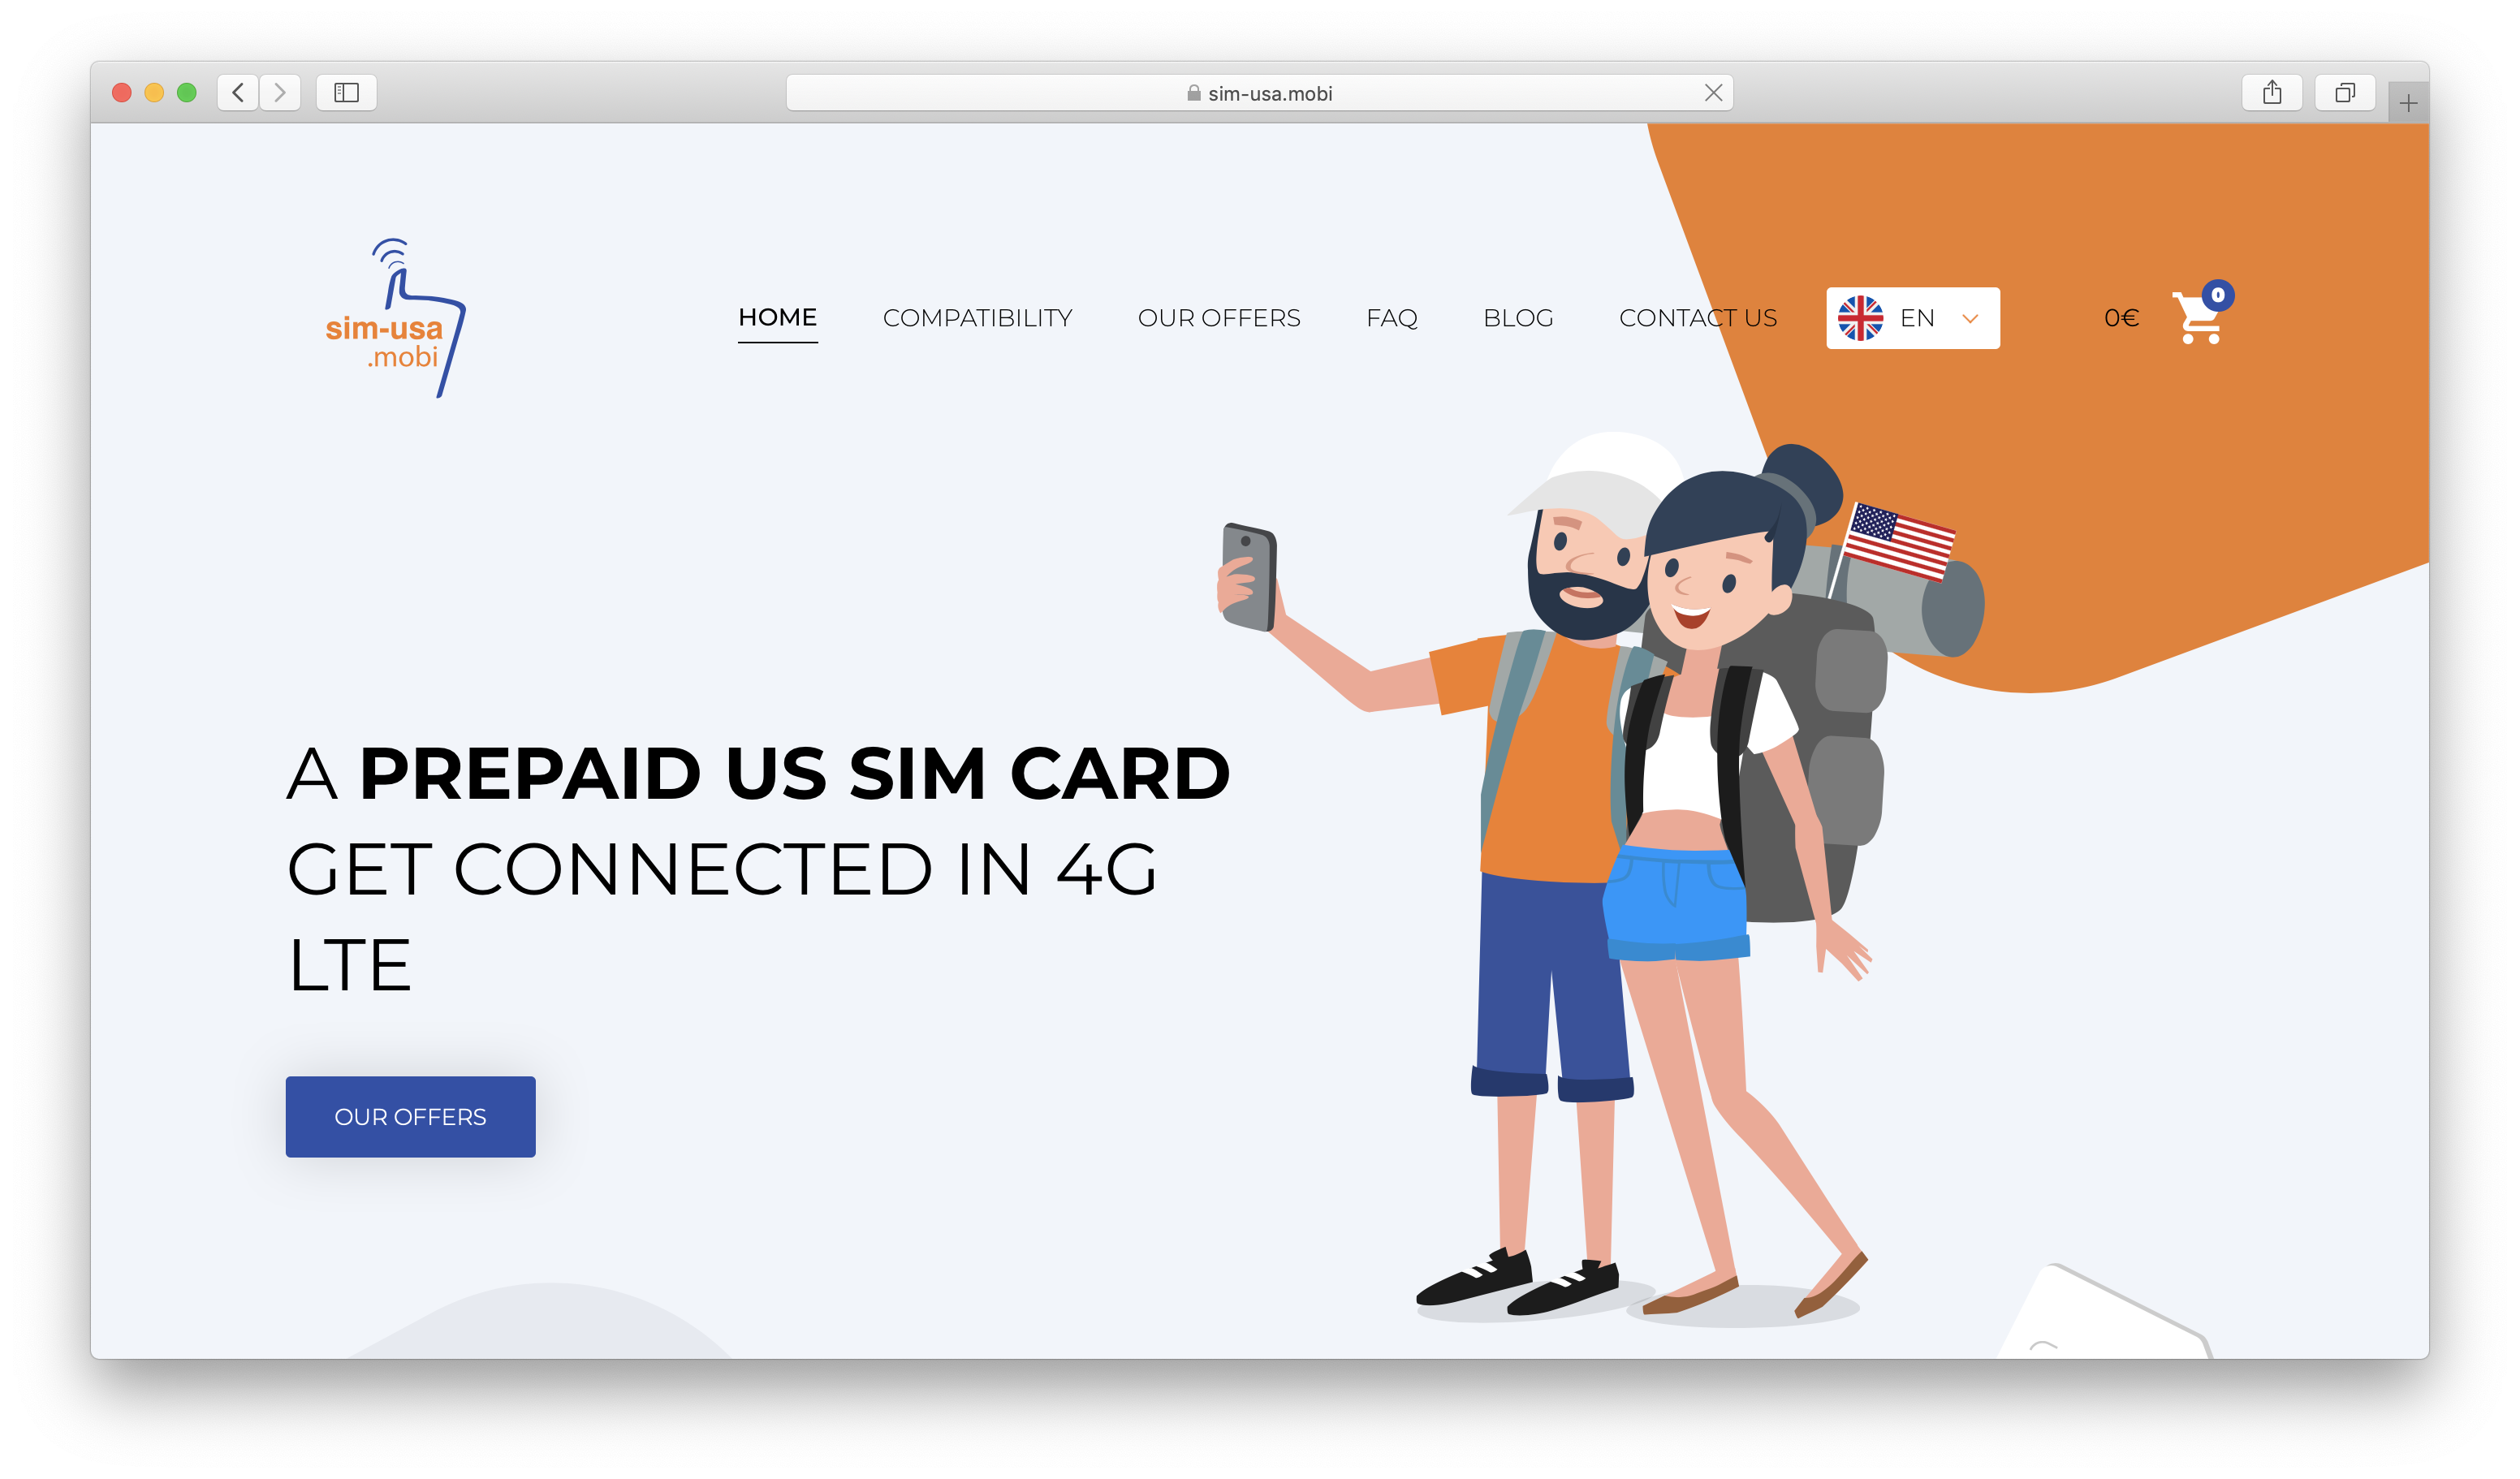 sim-usa.mobi
sim-usa
.mobi
HOME COMPATIBILITY OUR OFFERS FAQ BLOG CONTACT US EN 0€ 0
A PREPAID US SIM CARD
GET CONNECTED IN 4G
LTE
OUR OFFERS